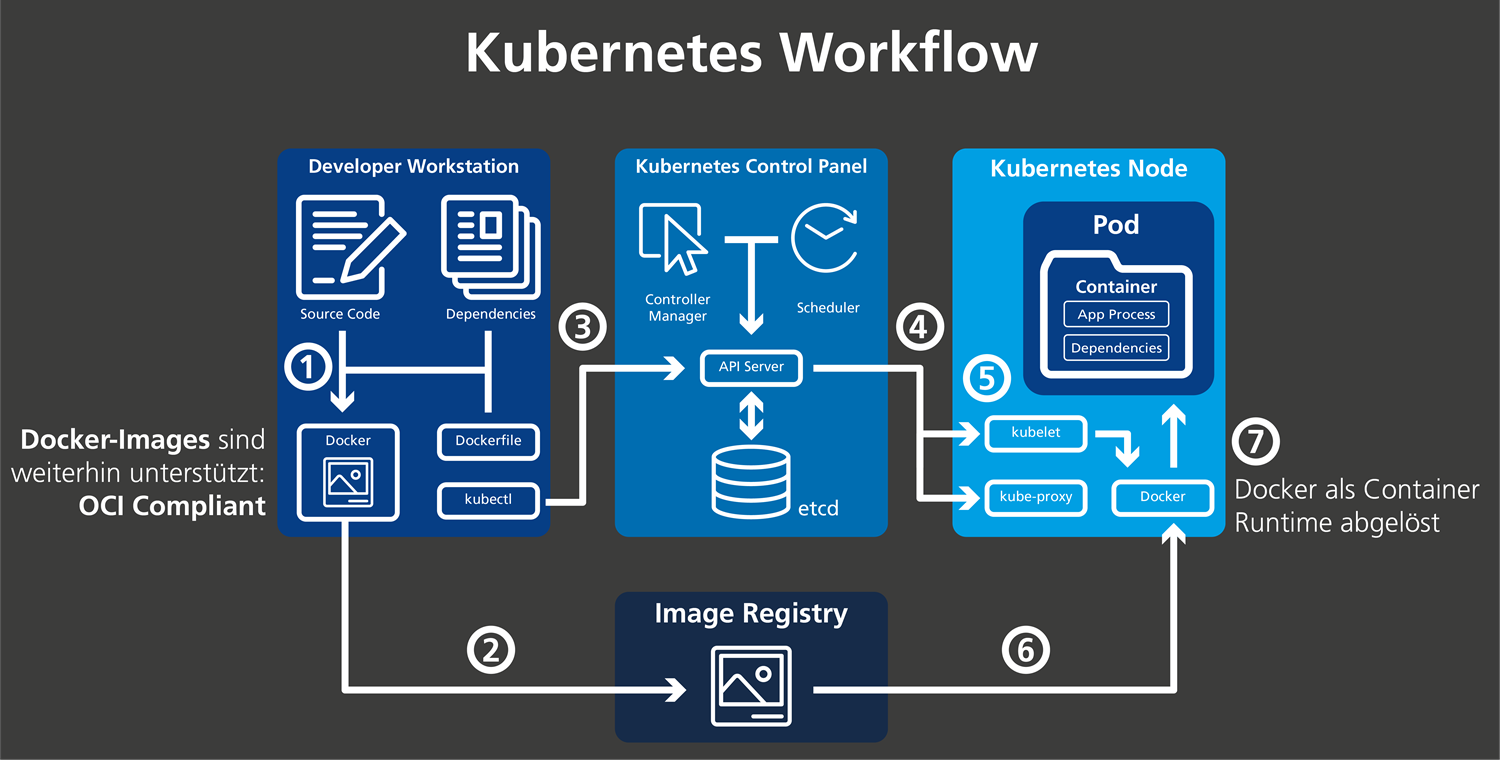 Kubernetes Workflow
Developer Workstation
Source Code
Dependencies
1
Docker
Dockerfile
kubectl
Docker-Images sind
weiterhin unterstützt:
OCI Compliant
2
3
Kubernetes Control Panel
Controller
Manager
Scheduler
API Server
etcd
4
Kubernetes Node
Pod
Container
App Process
Dependencies
5
kubelet
kube-proxy
Docker
7
Docker als Container
Runtime abgelöst
Image Registry
6